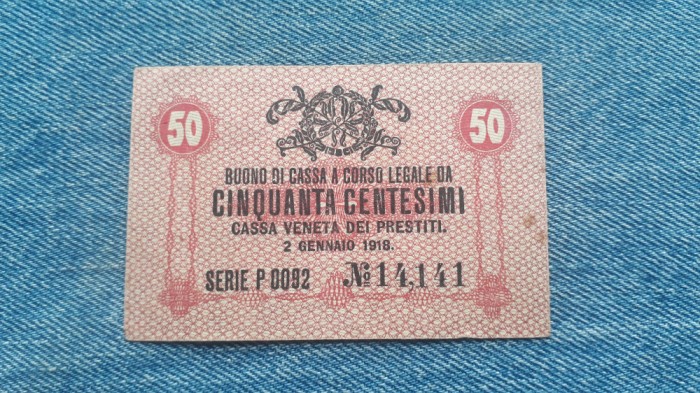 50 50
BUONO DI CASSA A CORSO LEGALE DA
CINQUANTA CENTESIMI
CASSA VENETA DEI PRESTITI.
2 GENNAIO 1918.
SERIE P 0092 No 14,141